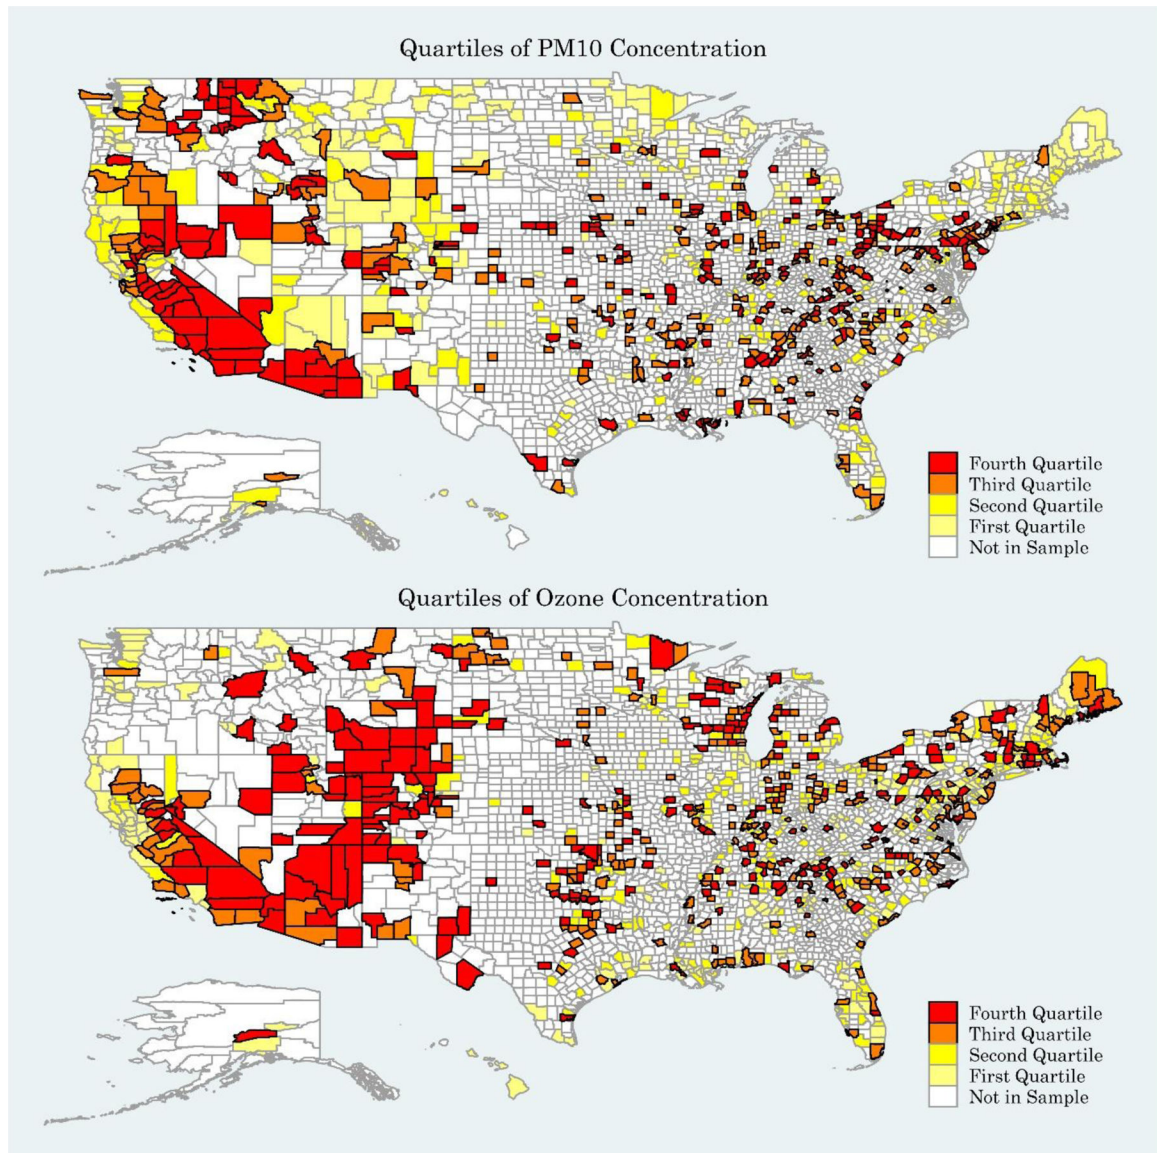 Quartiles of PM10 Concentration
Fourth Quartile
Third Quartile
Second Quartile
First Quartile
Not in Sample
Quartiles of Ozone Concentration
Fourth Quartile
Third Quartile
Second Quartile
First Quartile
Not in Sample